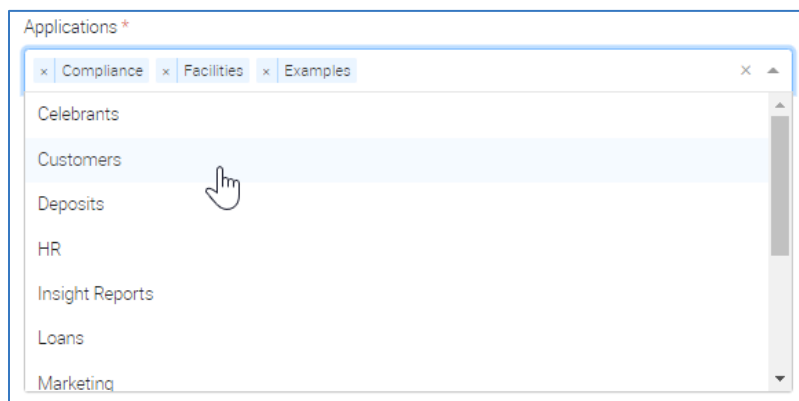 Applications *
× Compliance × Facilities × Examples ×
Celebrants
Customers
Deposits
HR
Insight Reports
Loans
Marketing